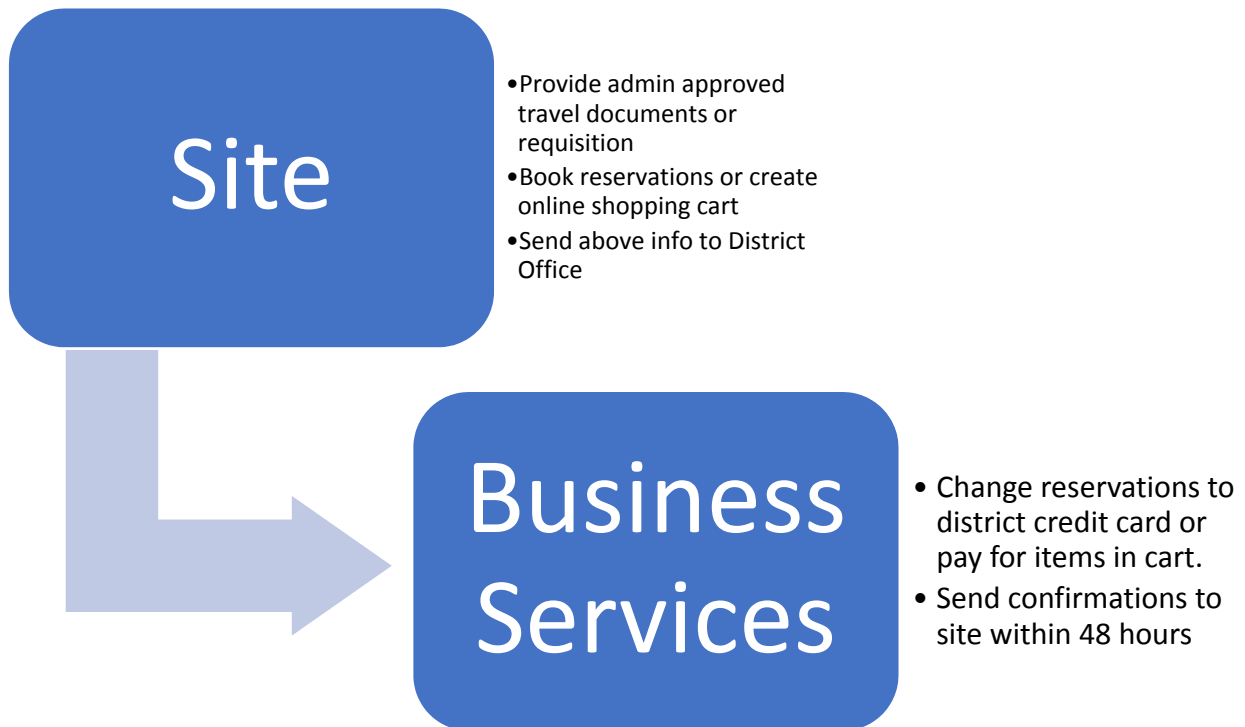 Site
•Provide admin approved
travel documents or
requisition
•Book reservations or create
online shopping cart
•Send above info to District
Office
Business
Services
• Change reservations to
district credit card or
pay for items in cart.
• Send confirmations to
site within 48 hours